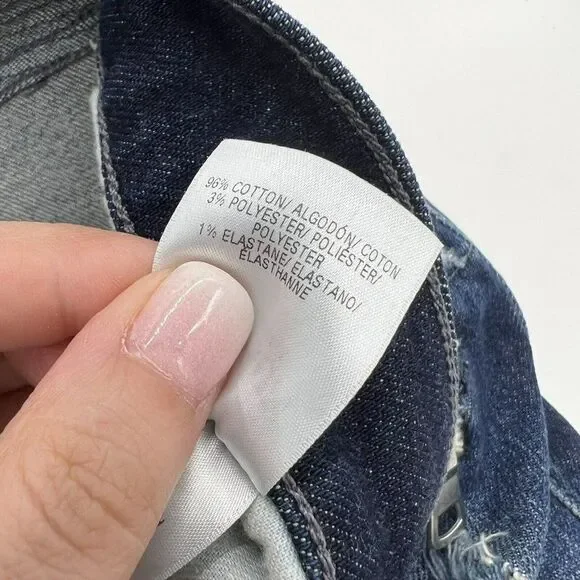 96% COTTON/ ALGODÓN/ COTON
3% POLYESTER/ POLIÉSTER/
POLYESTER
1% ELASTANE/ ELASTANO/
ÉLASTHANNE